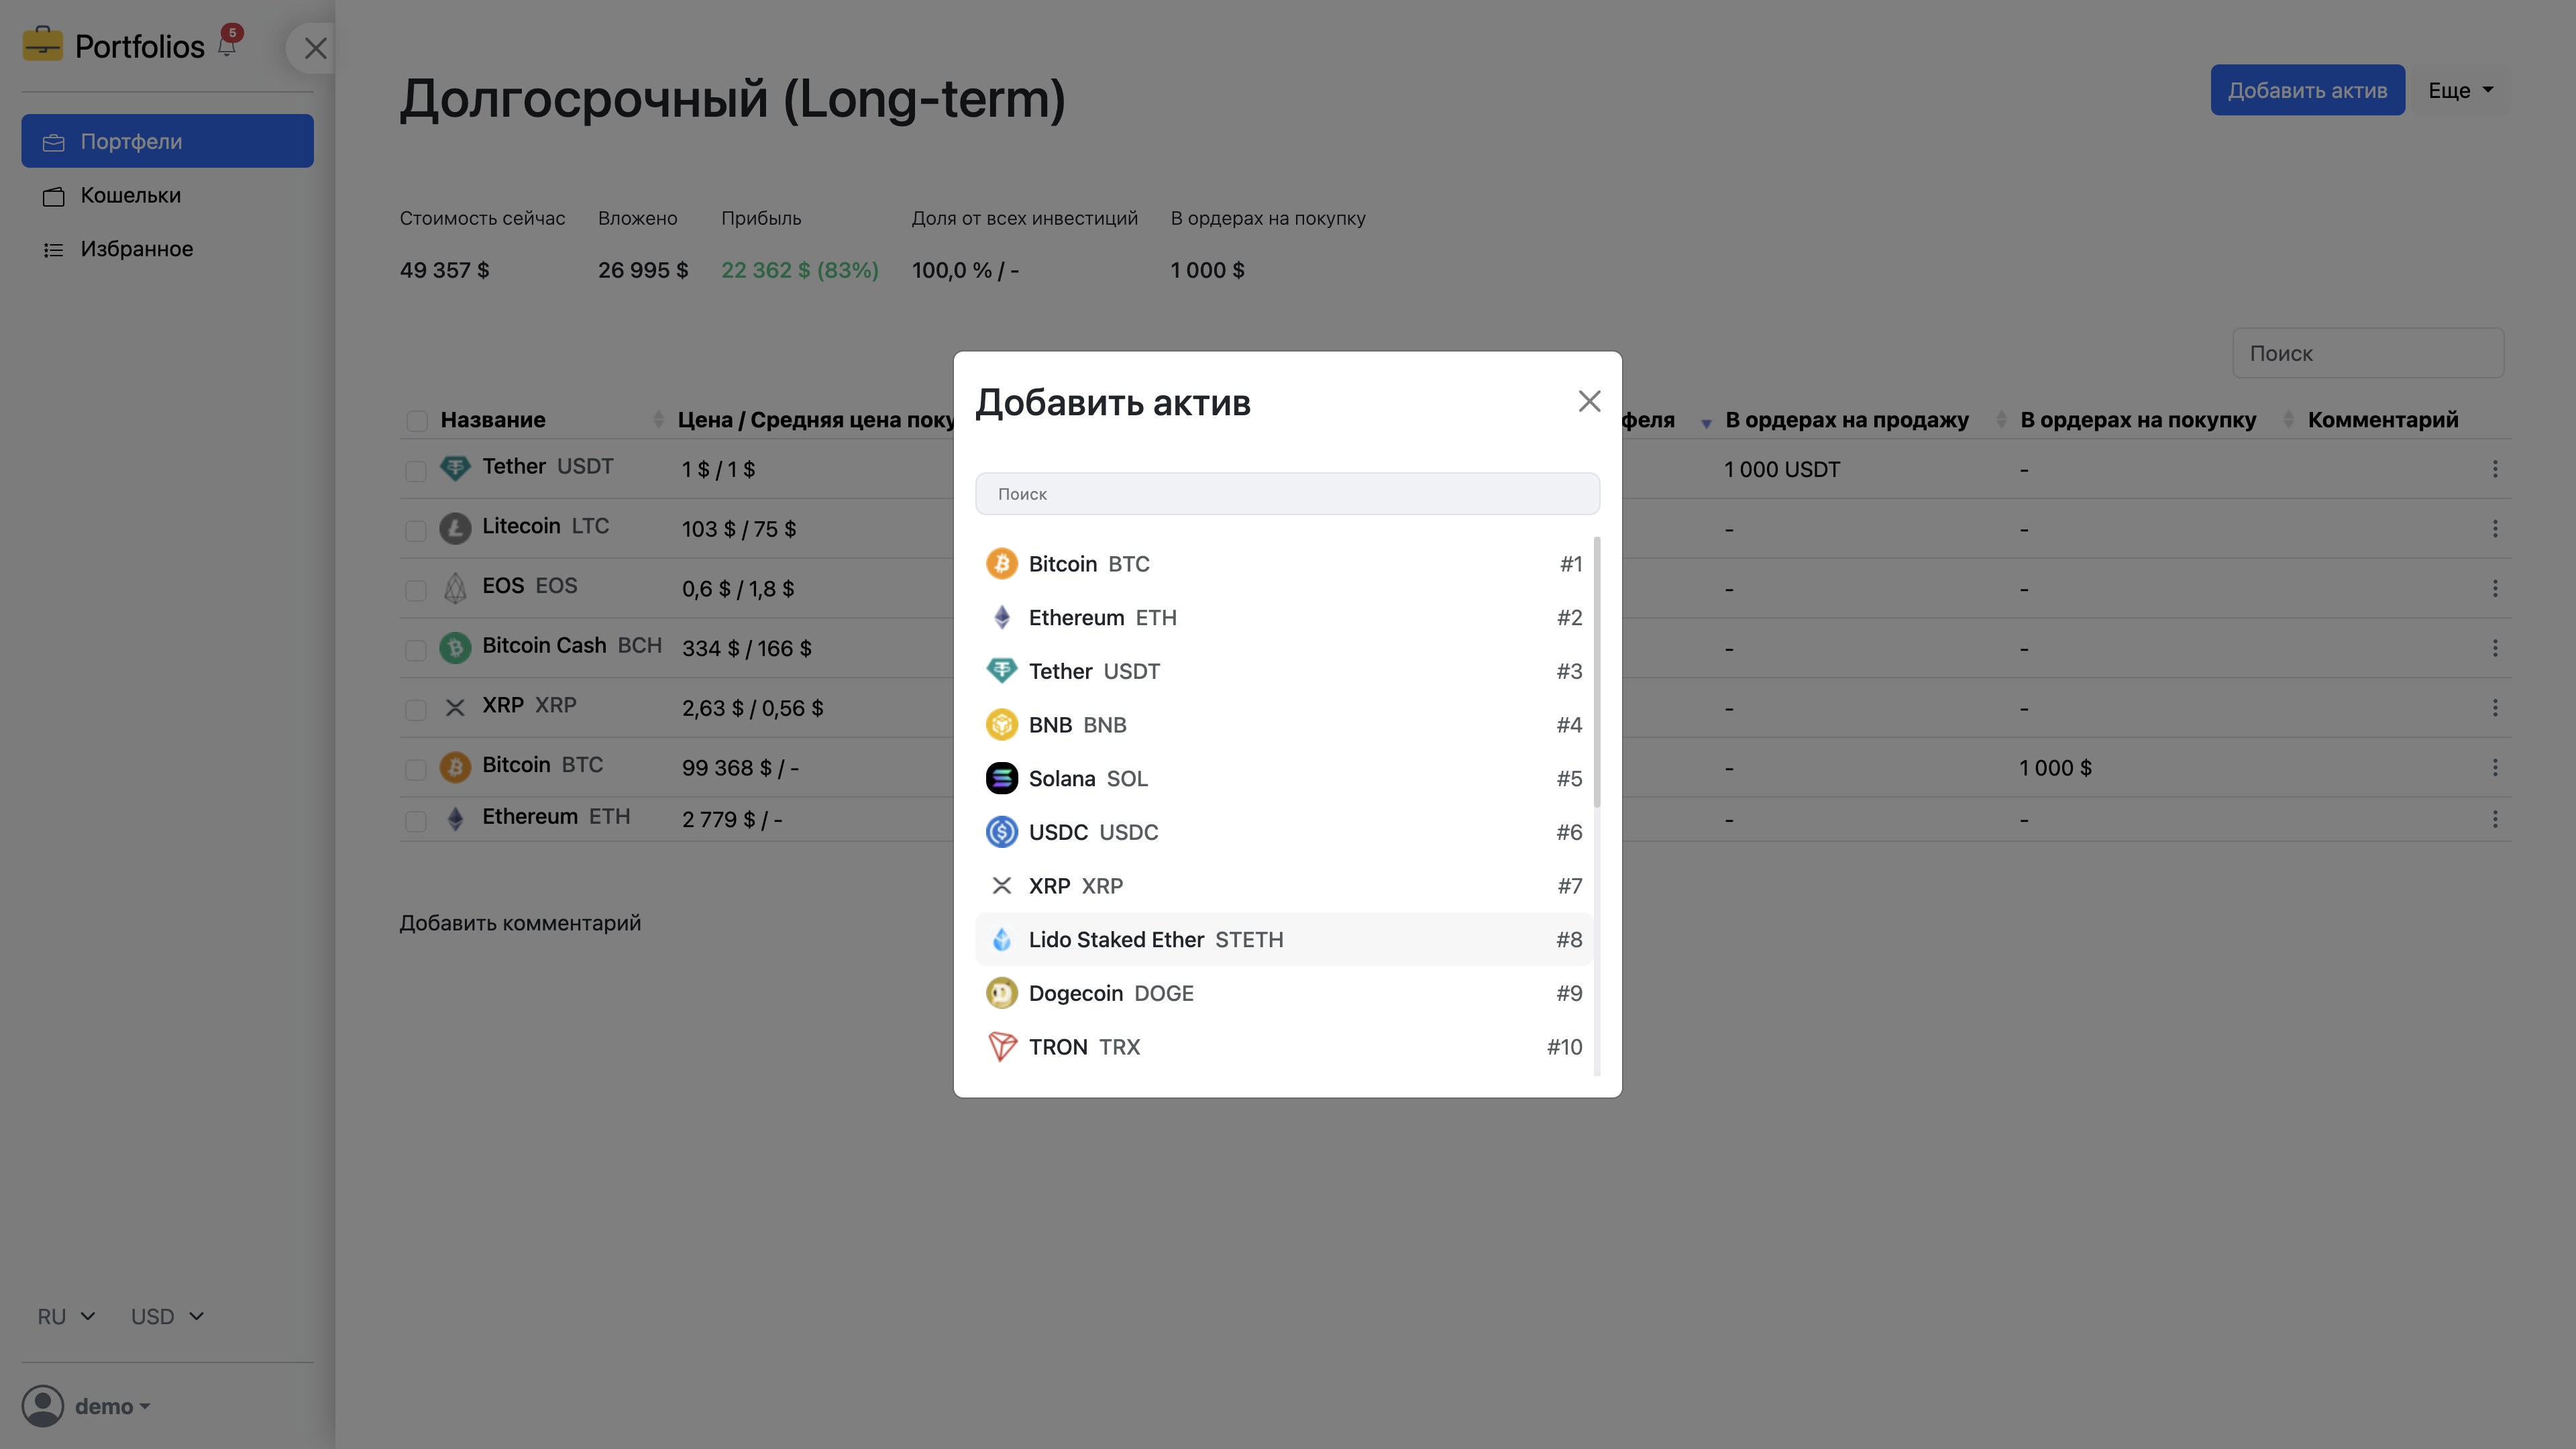 Portfolios 5
Портфели
Кошельки
Избранное
RU USD
demo
Долгосрочный (Long-term)
Добавить актив Еще
Стоимость сейчас Вложено Прибыль Доля от всех инвестиций В ордерах на покупку
49 357 $ 26 995 $ 22 362 $ (83%) 100,0 % / - 1 000 $
Поиск
Название Цена / Средняя цена поку феля В ордерах на продажу В ордерах на покупку Комментарий
Tether USDT 1 $ / 1 $ 1 000 USDT -
Litecoin LTC 103 $ / 75 $ - -
EOS EOS 0,6 $ / 1,8 $ - -
Bitcoin Cash BCH 334 $ / 166 $ - -
XRP XRP 2,63 $ / 0,56 $ - -
Bitcoin BTC 99 368 $ / - - 1 000 $
Ethereum ETH 2 779 $ / - - -
Добавить комментарий
Добавить актив
Поиск
Bitcoin BTC #1
Ethereum ETH #2
Tether USDT #3
BNB BNB #4
Solana SOL #5
USDC USDC #6
XRP XRP #7
Lido Staked Ether STETH #8
Dogecoin DOGE #9
TRON TRX #10